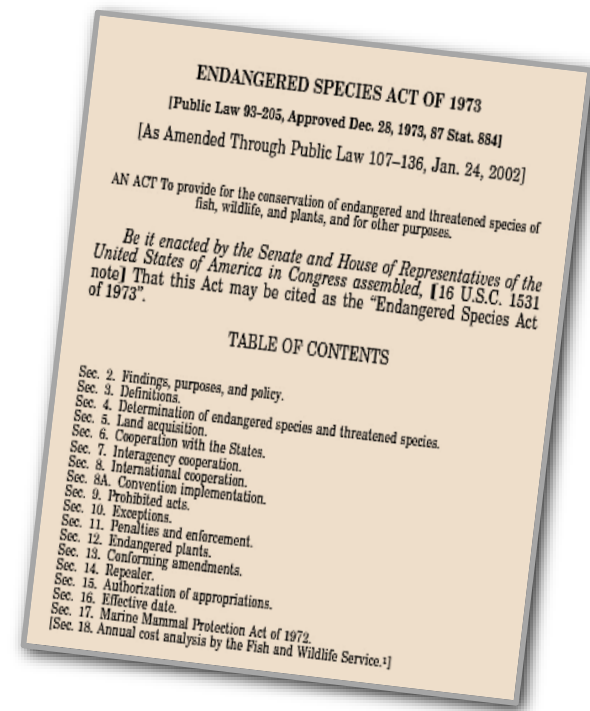 ENDANGERED SPECIES ACT OF 1973
[Public Law 93–205, Approved Dec. 28, 1973, 87 Stat. 884]
[As Amended Through Public Law 107–136, Jan. 24, 2002]
AN ACT To provide for the conservation of endangered and threatened species of
fish, wildlife, and plants, and for other purposes.
Be it enacted by the Senate and House of Representatives of the
United States of America in Congress assembled, [16 U.S.C. 1531
note] That this Act may be cited as the “Endangered Species Act
of 1973”.
TABLE OF CONTENTS
Sec. 2. Findings, purposes, and policy.
Sec. 3. Definitions.
Sec. 4. Determination of endangered species and threatened species.
Sec. 5. Land acquisition.
Sec. 6. Cooperation with the States.
Sec. 7. Interagency cooperation.
Sec. 8. International cooperation.
Sec. 8A. Convention implementation.
Sec. 9. Prohibited acts.
Sec. 10. Exceptions.
Sec. 11. Penalties and enforcement.
Sec. 12. Endangered plants.
Sec. 13. Conforming amendments.
Sec. 14. Repealer.
Sec. 15. Authorization of appropriations.
Sec. 16. Effective date.
Sec. 17. Marine Mammal Protection Act of 1972.
[Sec. 18. Annual cost analysis by the Fish and Wildlife Service.¹]